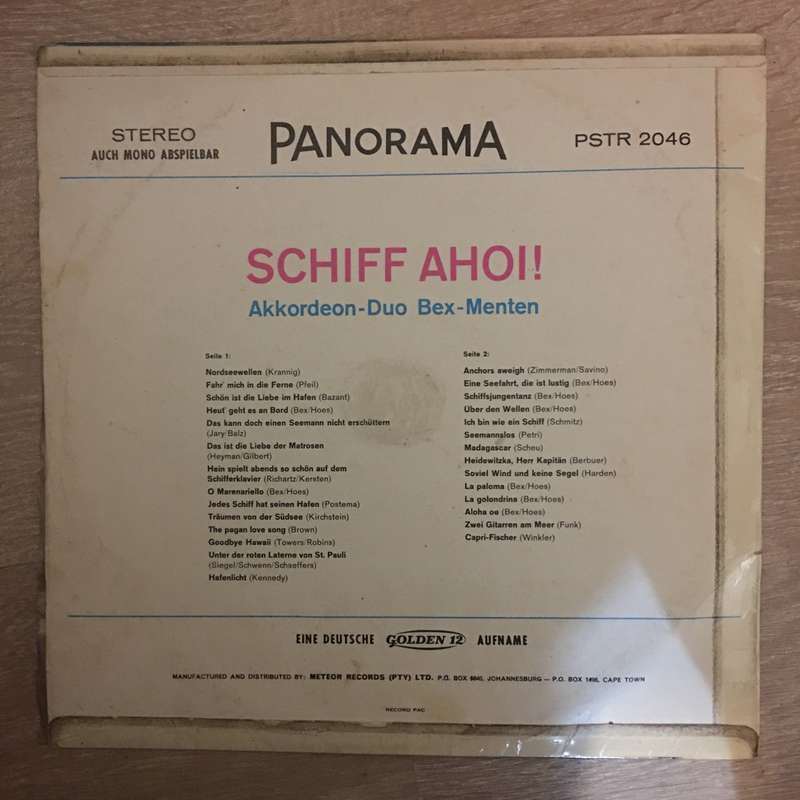 STEREO
AUCH MONO ABSPIELBAR
PANORAMA
PSTR 2046
SCHIFF AHOI!
Akkordeon-Duo Bex-Menten
Seite 1:
Nordseewellen (Krannig)
Fahr' mich in die Ferne (Pfeil)
Schön ist die Liebe im Hafen (Bazant)
Heut' geht es an Bord (Bex/Hoes)
Das kann doch einen Seemann nicht erschüttern
(Jary/Balz)
Das ist die Liebe der Matrosen
(Heyman/Gilbert)
Hein spielt abends so schön auf dem
Schifferklavier (Richartz/Kersten)
O Marenariello (Bex/Hoes)
Jedes Schiff hat seinen Hafen (Postema)
Träumen von der Südsee (Kirchstein)
The pagan love song (Brown)
Goodbye Hawaii (Towers/Robins)
Unter der roten Laterne von St. Pauli
(Siegel/Schwenn/Schaeffers)
Hafenlicht (Kennedy)
Seite 2:
Anchors aweigh (Zimmerman/Savino)
Eine Seefahrt, die ist lustig (Bex/Hoes)
Schiffsjungentanz (Bex/Hoes)
Über den Wellen (Bex/Hoes)
Ich bin wie ein Schiff (Schmitz)
Seemannslos (Petri)
Madagascar (Scheu)
Heidewitzka, Herr Kapitän (Berbuer)
Soviel Wind und keine Segel (Harden)
La paloma (Bex/Hoes)
La golondrina (Bex/Hoes)
Aloha oe (Bex/Hoes)
Zwei Gitarren am Meer (Funk)
Capri-Fischer (Winkler)
EINE DEUTSCHE GOLDEN 12 AUFNAME
MANUFACTURED AND DISTRIBUTED BY: METEOR RECORDS (PTY) LTD. P.O. BOX 6845, JOHANNESBURG — P.O. BOX 1496, CAPE TOWN
RECORD PAC